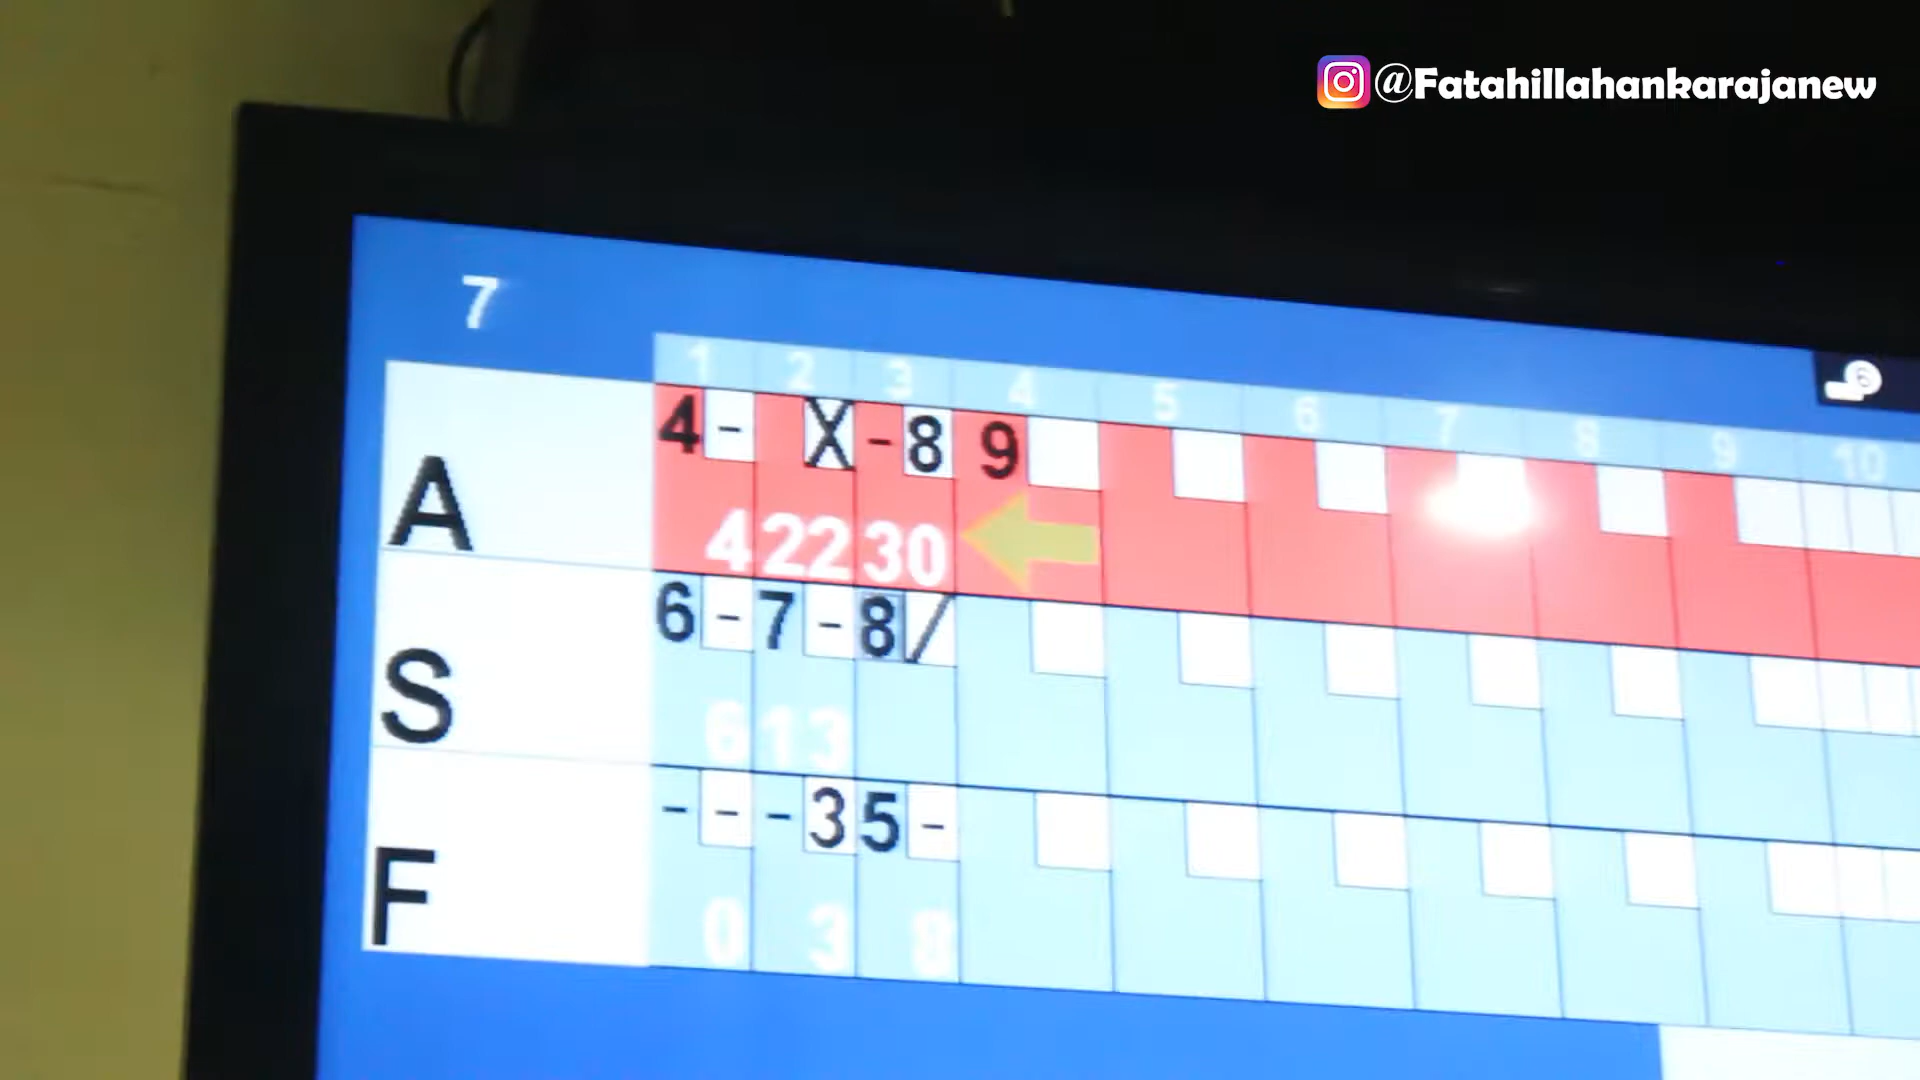 @Fatahillahankarajanew
7
6
1 2 3 4 5 6 7 8 9 10
A 4 - X - 8 9
4 22 30
S 6 - 7 - 8 /
6 13
F - - - 3 5 -
0 3 8